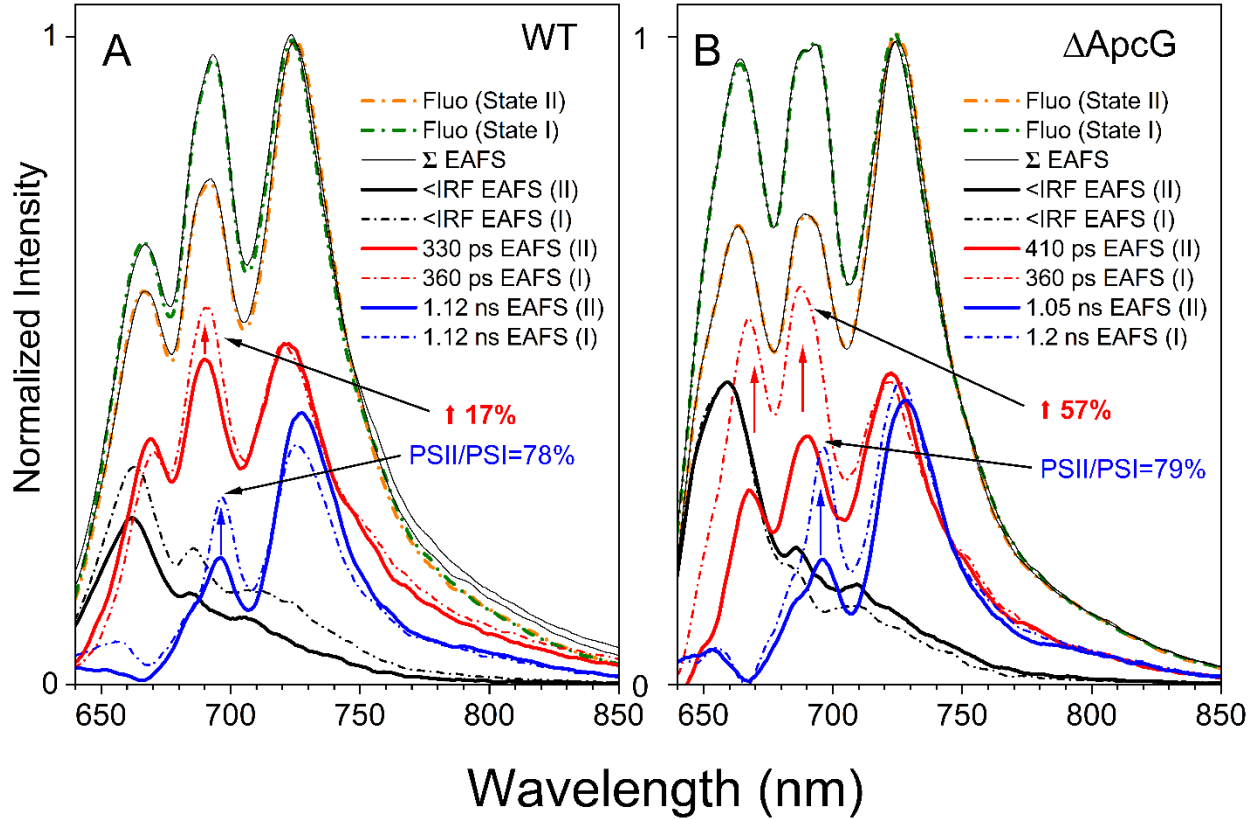 A
WT
Fluo (State II)
Fluo (State I)
Σ EAFS
<IRF EAFS (II)
<IRF EAFS (I)
330 ps EAFS (II)
360 ps EAFS (I)
1.12 ns EAFS (II)
1.12 ns EAFS (I)
⬆ 17%
PSII/PSI=78%
B
ΔApcG
Fluo (State II)
Fluo (State I)
Σ EAFS
<IRF EAFS (II)
<IRF EAFS (I)
410 ps EAFS (II)
360 ps EAFS (I)
1.05 ns EAFS (II)
1.2 ns EAFS (I)
⬆ 57%
PSII/PSI=79%
Normalized Intensity
1
0
650 700 750 800 850
1
0
650 700 750 800 850
Wavelength (nm)